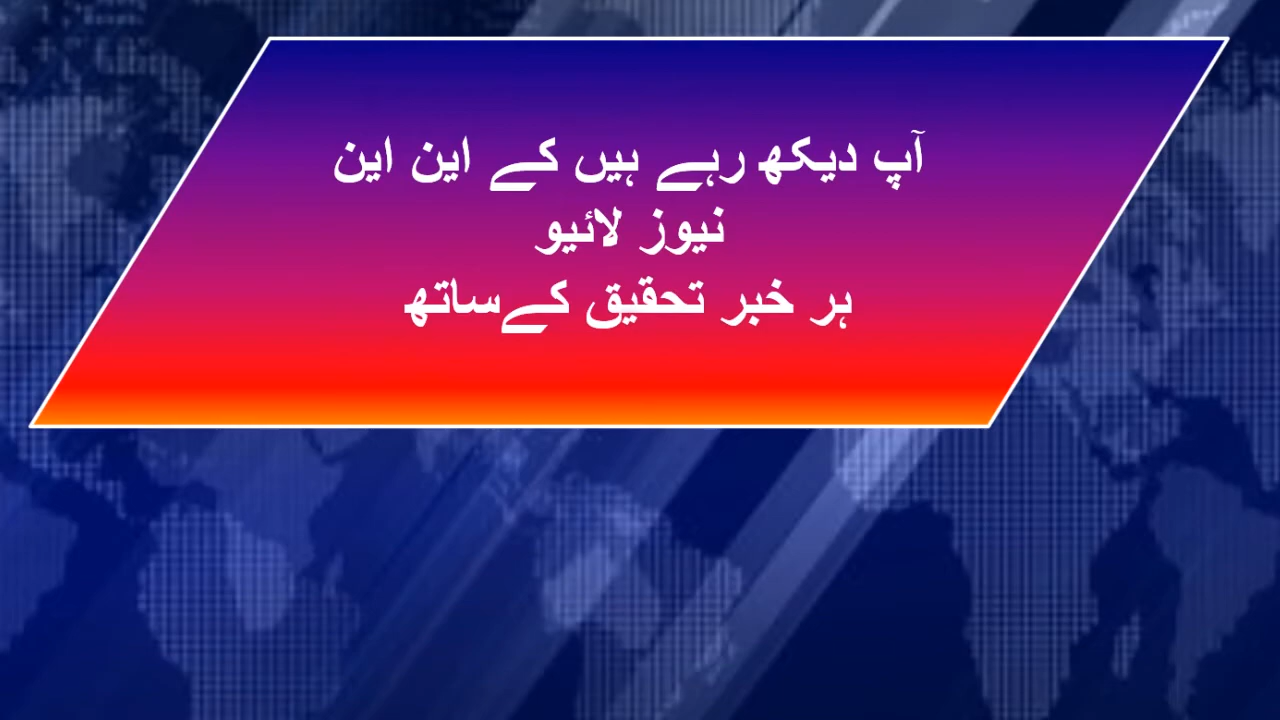 آپ دیکھ رہے ہیں کے این این
نیوز لائیو
ہر خبر تحقیق کےساتھ